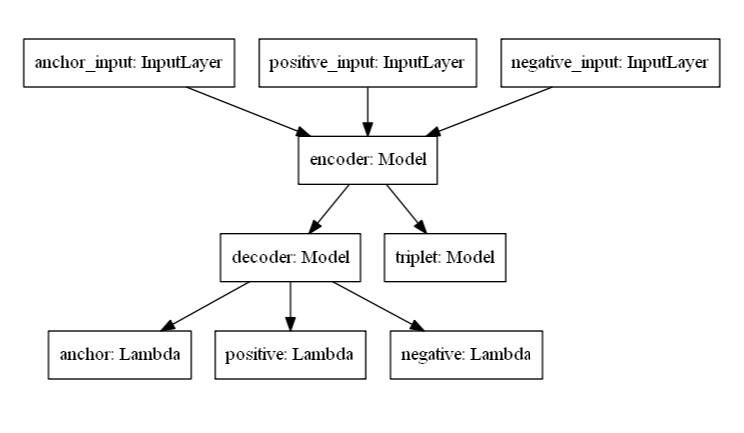 anchor_input: InputLayer
positive_input: InputLayer
negative_input: InputLayer
encoder: Model
decoder: Model
triplet: Model
anchor: Lambda
positive: Lambda
negative: Lambda